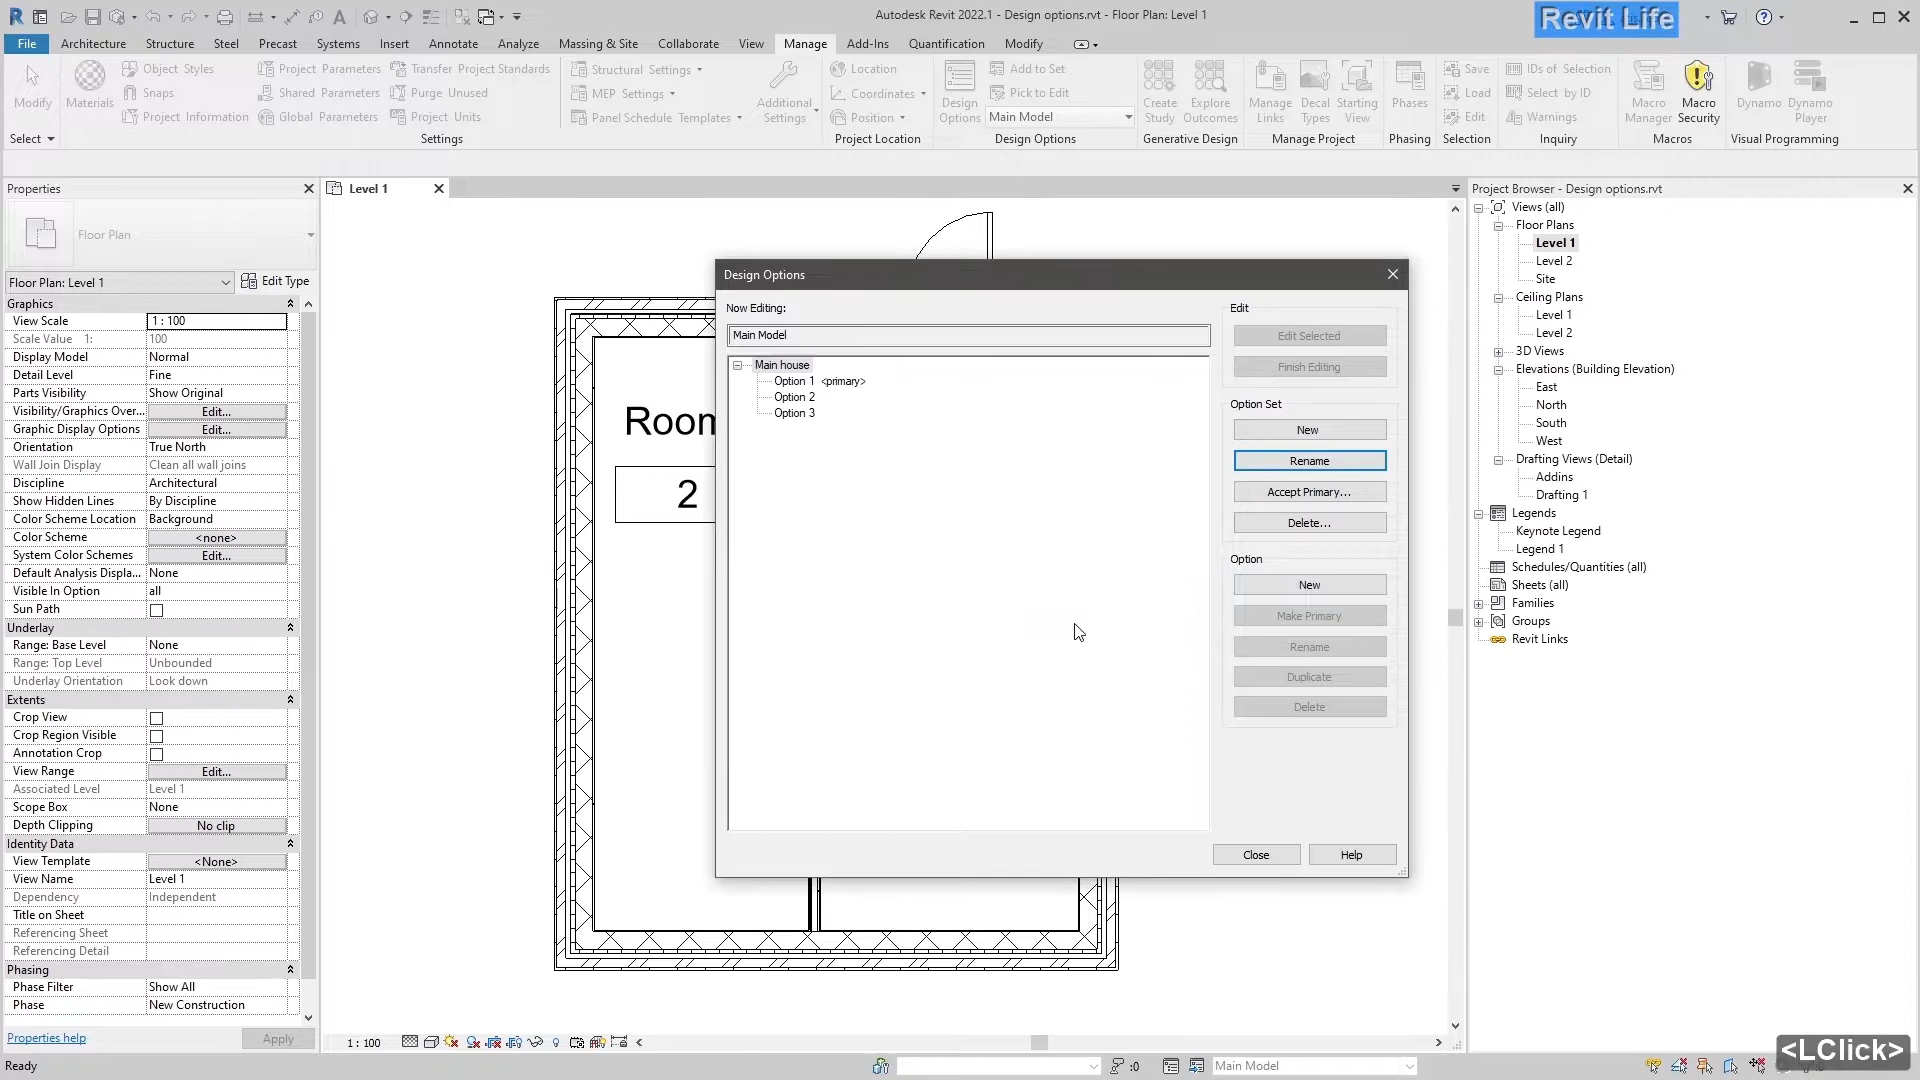 Autodesk Revit 2022.1 - Design options.rvt - Floor Plan: Level 1
Revit Life
File Architecture Structure Steel Precast Systems Insert Annotate Analyze Massing & Site Collaborate View Manage Add-Ins Quantification Modify
Modify
Materials
Object Styles
Snaps
Project Information
Project Parameters
Shared Parameters
Global Parameters
Transfer Project Standards
Purge Unused
Project Units
Structural Settings
MEP Settings
Panel Schedule Templates
Additional
Settings
Location
Coordinates
Position
Design
Options
Add to Set
Pick to Edit
Main Model
Create
Study
Explore
Outcomes
Manage
Links
Decal
Types
Starting
View
Phases
Save
Load
Edit
IDs of Selection
Select by ID
Warnings
Macro
Manager
Macro
Security
Dynamo
Dynamo
Player
Select Settings Project Location Design Options Generative Design Manage Project Phasing Selection Inquiry Macros Visual Programming
Properties
Floor Plan
Floor Plan: Level 1 Edit Type
Graphics
View Scale 1 : 100
Scale Value 1: 100
Display Model Normal
Detail Level Fine
Parts Visibility Show Original
Visibility/Graphics Over... Edit...
Graphic Display Options Edit...
Orientation True North
Wall Join Display Clean all wall joins
Discipline Architectural
Show Hidden Lines By Discipline
Color Scheme Location Background
Color Scheme <none>
System Color Schemes Edit...
Default Analysis Displa... None
Visible In Option all
Sun Path
Underlay
Range: Base Level None
Range: Top Level Unbounded
Underlay Orientation Look down
Extents
Crop View
Crop Region Visible
Annotation Crop
View Range Edit...
Associated Level Level 1
Scope Box None
Depth Clipping No clip
Identity Data
View Template <None>
View Name Level 1
Dependency Independent
Title on Sheet
Referencing Sheet
Referencing Detail
Phasing
Phase Filter Show All
Phase New Construction
Properties help Apply
Level 1
Room
2
Design Options
Now Editing:
Main Model
Main house
Option 1 <primary>
Option 2
Option 3
Edit
Edit Selected
Finish Editing
Option Set
New
Rename
Accept Primary...
Delete...
Option
New
Make Primary
Rename
Duplicate
Delete
Close Help
Project Browser - Design options.rvt
Views (all)
Floor Plans
Level 1
Level 2
Site
Ceiling Plans
Level 1
Level 2
3D Views
Elevations (Building Elevation)
East
North
South
West
Drafting Views (Detail)
Addins
Drafting 1
Legends
Keynote Legend
Legend 1
Schedules/Quantities (all)
Sheets (all)
Families
Groups
Revit Links
1 : 100
Ready
:0
Main Model
<LClick>